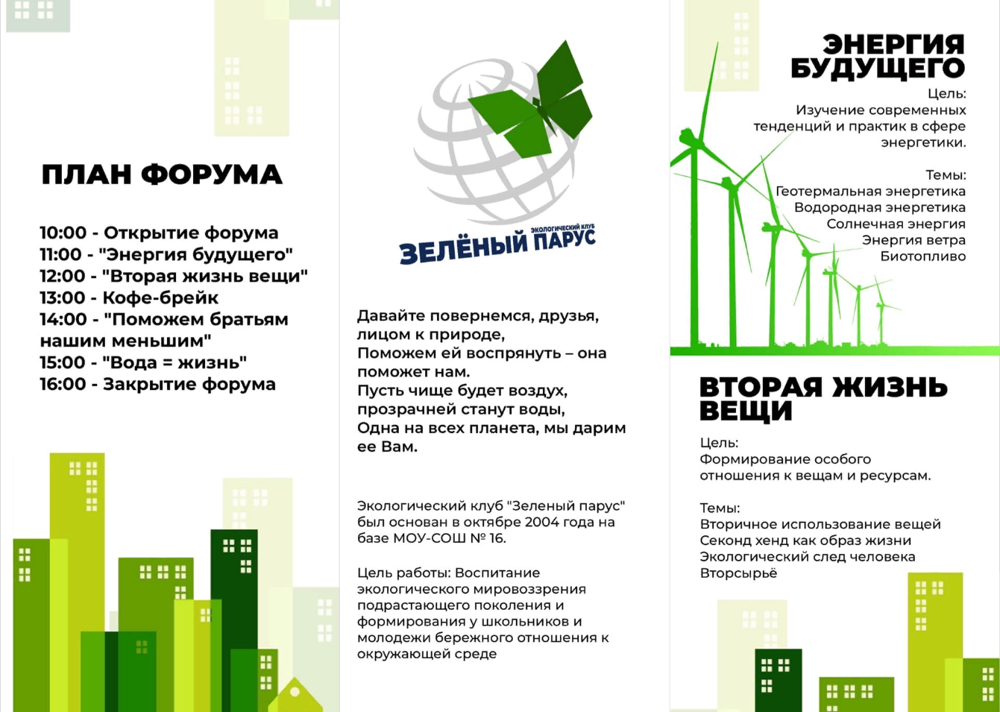 ПЛАН ФОРУМА
10:00 - Открытие форума
11:00 - "Энергия будущего"
12:00 - "Вторая жизнь вещи"
13:00 - Кофе-брейк
14:00 - "Поможем братьям
нашим меньшим"
15:00 - "Вода = жизнь"
16:00 - Закрытие форума
ЭКОЛОГИЧЕСКИЙ КЛУБ
ЗЕЛЁНЫЙ ПАРУС
Давайте повернемся, друзья,
лицом к природе,
Поможем ей воспрянуть – она
поможет нам.
Пусть чище будет воздух,
прозрачней станут воды,
Одна на всех планета, мы дарим
ее Вам.
Экологический клуб "Зеленый парус"
был основан в октябре 2004 года на
базе МОУ-СОШ № 16.
Цель работы: Воспитание
экологического мировоззрения
подрастающего поколения и
формирования у школьников и
молодежи бережного отношения к
окружающей среде
ЭНЕРГИЯ
БУДУЩЕГО
Цель:
Изучение современных
тенденций и практик в сфере
энергетики.
Темы:
Геотермальная энергетика
Водородная энергетика
Солнечная энергия
Энергия ветра
Биотопливо
ВТОРАЯ ЖИЗНЬ
ВЕЩИ
Цель:
Формирование особого
отношения к вещам и ресурсам.
Темы:
Вторичное использование вещей
Секонд хенд как образ жизни
Экологический след человека
Вторсырьё